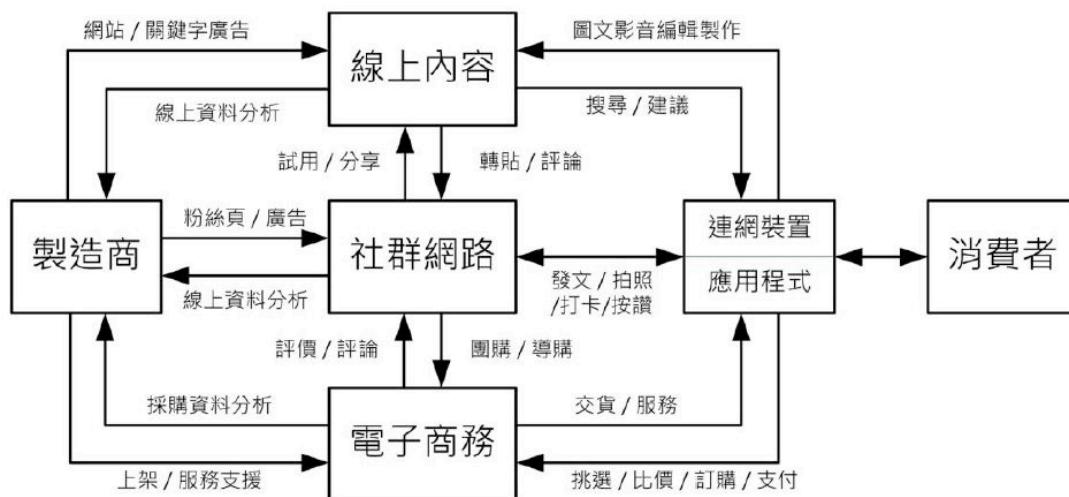 網站 / 關鍵字廣告
圖文影音編輯製作
線上內容
線上資料分析
搜尋 / 建議
試用 / 分享
轉貼 / 評論
製造商
粉絲頁 / 廣告
線上資料分析
社群網路
發文 / 拍照
/打卡/按讚
連網裝置
應用程式
消費者
評價 / 評論
團購 / 導購
採購資料分析
交貨 / 服務
電子商務
上架 / 服務支援
挑選 / 比價 / 訂購 / 支付